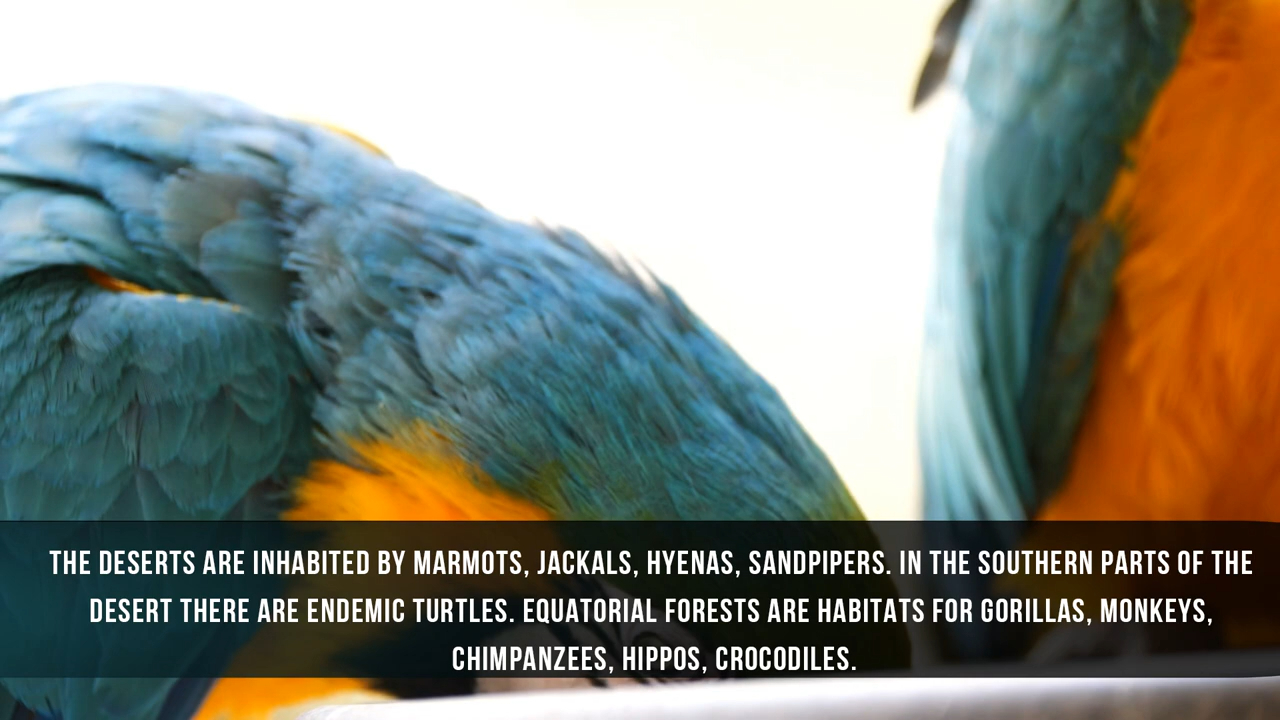 THE DESERTS ARE INHABITED BY MARMOTS, JACKALS, HYENAS, SANDPIPERS. IN THE SOUTHERN PARTS OF THE
DESERT THERE ARE ENDEMIC TURTLES. EQUATORIAL FORESTS ARE HABITATS FOR GORILLAS, MONKEYS,
CHIMPANZEES, HIPPOS, CROCODILES.